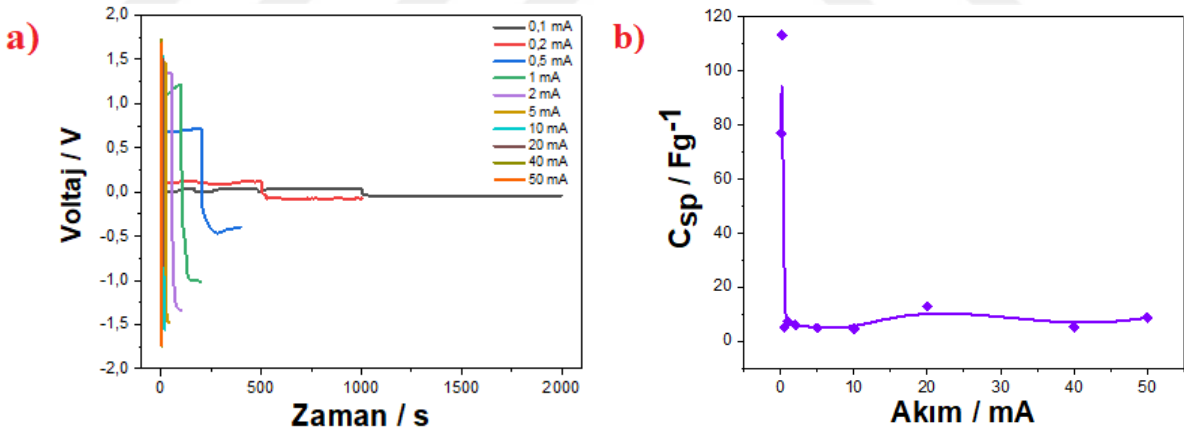 a)
Voltaj / V
2,0
1,5
1,0
0,5
0,0
-0,5
-1,0
-1,5
-2,0
0,1 mA
0,2 mA
0,5 mA
1 mA
2 mA
5 mA
10 mA
20 mA
40 mA
50 mA
0 500 1000 1500 2000
Zaman / s
b)
Csp / Fg-1
120
100
80
60
40
20
0
0 10 20 30 40 50
Akım / mA